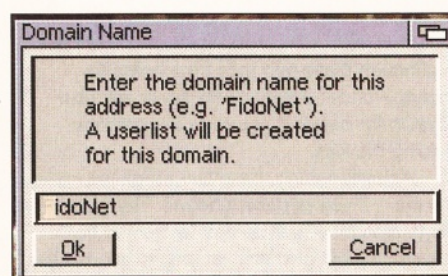 Domain Name
Enter the domain name for this
address (e.g. 'FidoNet').
A userlist will be created
for this domain.
idoNet
Ok
Cancel